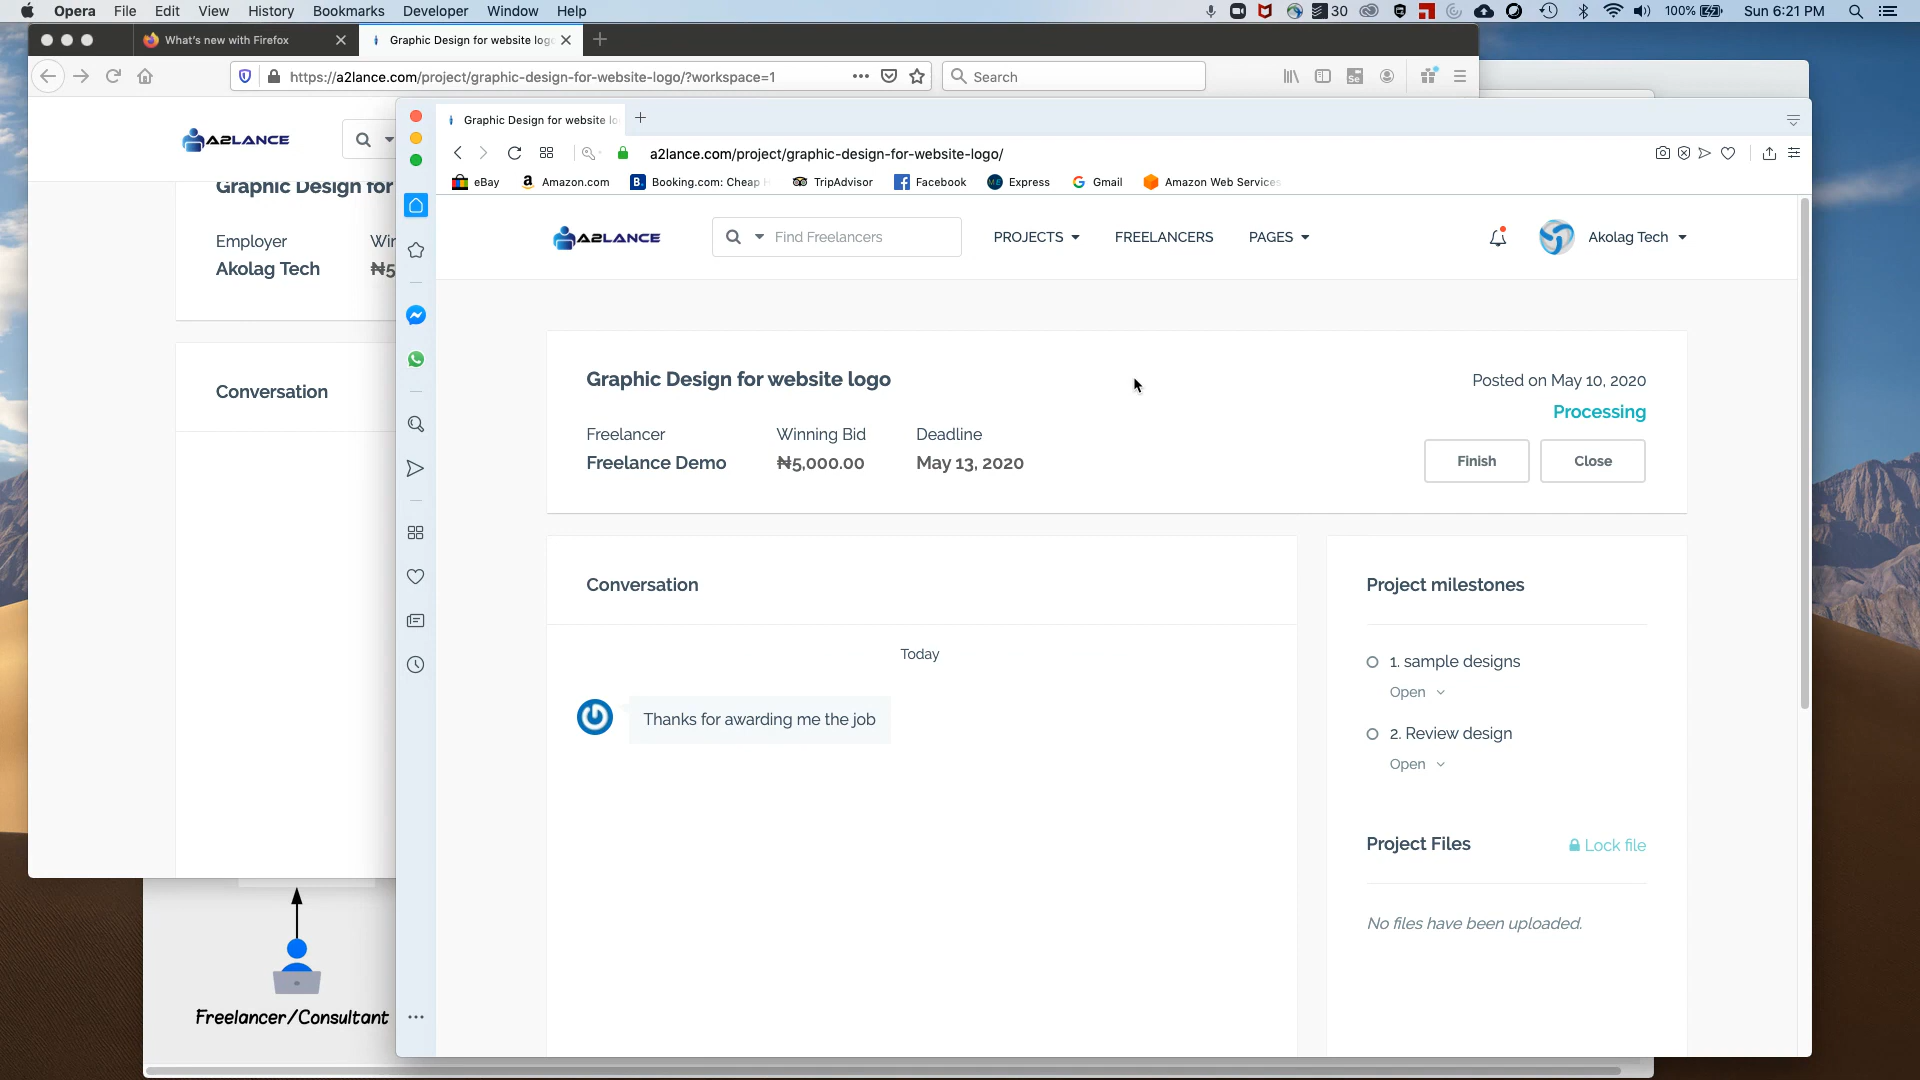 Opera File Edit View History Bookmarks Developer Window Help
30
100%
Sun 6:21 PM
What's new with Firefox
Graphic Design for website logo
https://a2lance.com/project/graphic-design-for-website-logo/?workspace=1
Search
A2LANCE
Graphic Design for
Employer
Akolag Tech
Conversation
Freelancer/Consultant
Graphic Design for website lo
a2lance.com/project/graphic-design-for-website-logo/
eBay
Amazon.com
Booking.com: Cheap
TripAdvisor
Facebook
Express
Gmail
Amazon Web Services
A2LANCE
Find Freelancers
PROJECTS
FREELANCERS
PAGES
Akolag Tech
Graphic Design for website logo
Posted on May 10, 2020
Processing
Freelancer
Winning Bid
Deadline
Freelance Demo
₦5,000.00
May 13, 2020
Finish
Close
Conversation
Today
Thanks for awarding me the job
Project milestones
1. sample designs
Open
2. Review design
Open
Project Files
Lock file
No files have been uploaded.